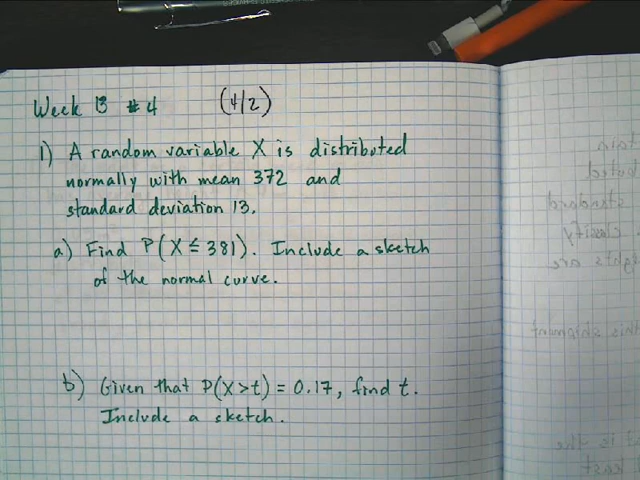 Week 13 #4 (4/2)
1) A random variable X is distributed
normally with mean 372 and
standard deviation 13.
a) Find P(X ≤ 381). Include a sketch
of the normal curve.
b) Given that P(X>t) = 0.17, find t.
Include a sketch.